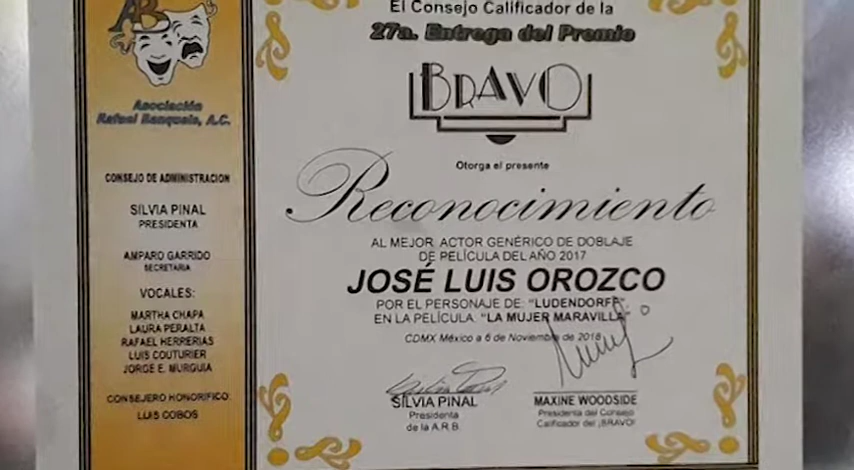 AB
Asociación
Rafael Banquells, A.C.
CONSEJO DE ADMINISTRACION
SILVIA PINAL
PRESIDENTA
AMPARO GARRIDO
SECRETARIA
VOCALES:
MARTHA CHAPA
LAURA PERALTA
RAFAEL HERRERIAS
LUIS COUTURIER
JORGE E. MURGUIA
CONSEJERO HONORIFICO
LUIS COBOS
El Consejo Calificador de la
27a. Entrega del Premio
¡BRAVO!
Otorga el presente
Reconocimiento
AL MEJOR ACTOR GENÉRICO DE DOBLAJE
DE PELÍCULA DEL AÑO 2017
JOSÉ LUIS OROZCO
POR EL PERSONAJE DE: "LUDENDORFF",
EN LA PELÍCULA: "LA MUJER MARAVILLA"
CDMX México a 6 de Noviembre de 2018
SILVIA PINAL
Presidenta
de la A.R.B.
MAXINE WOODSIDE
Presidenta del Consejo
Calificador del ¡BRAVO!